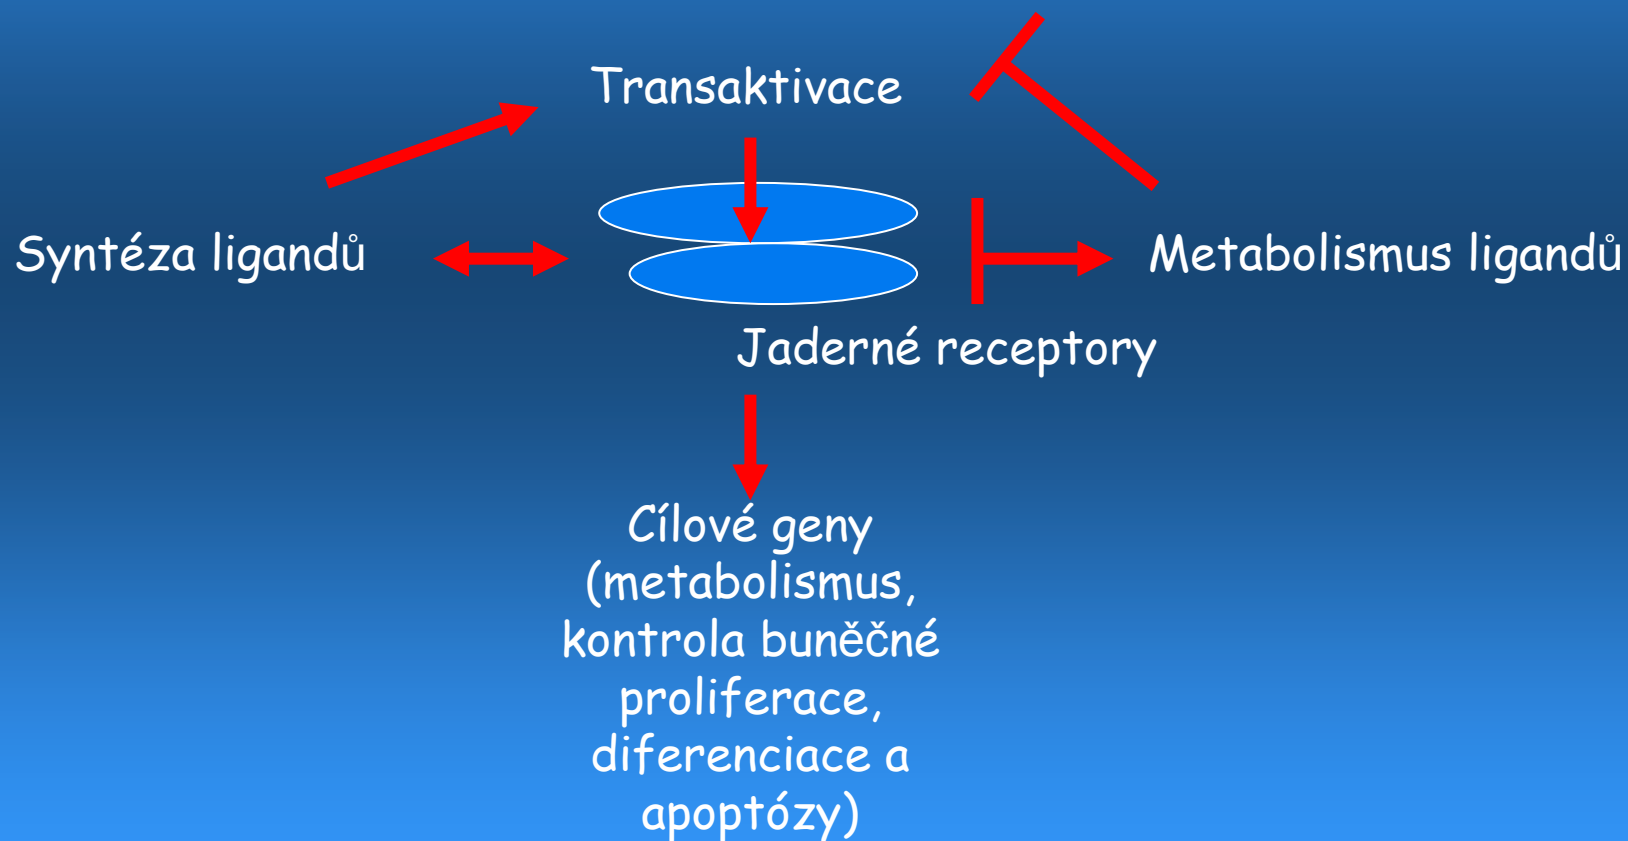 Transaktivace
Syntéza ligandů
Metabolismus ligandů
Jaderné receptory
Cílové geny
(metabolismus,
kontrola buněčné
proliferace,
diferenciace a
apoptózy)